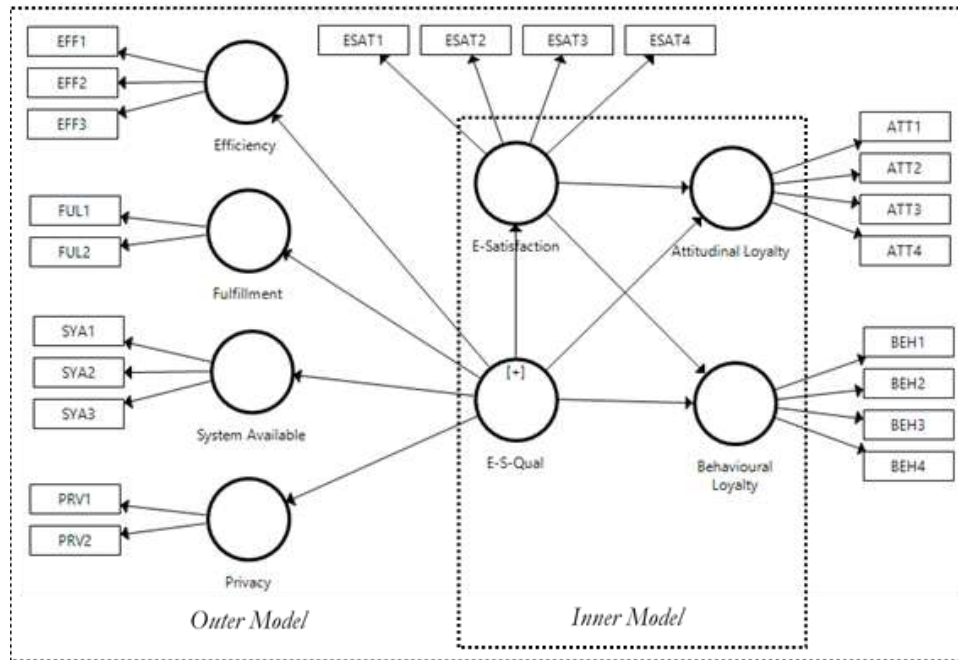 EFF1
EFF2
EFF3
Efficiency
ESAT1
ESAT2
ESAT3
ESAT4
FUL1
FUL2
Fulfillment
E-Satisfaction
Attitudinal Loyalty
ATT1
ATT2
ATT3
ATT4
SYA1
SYA2
SYA3
System Available
[+]
E-S-Qual
Behavioural
Loyalty
BEH1
BEH2
BEH3
BEH4
PRV1
PRV2
Privacy
Outer Model
Inner Model